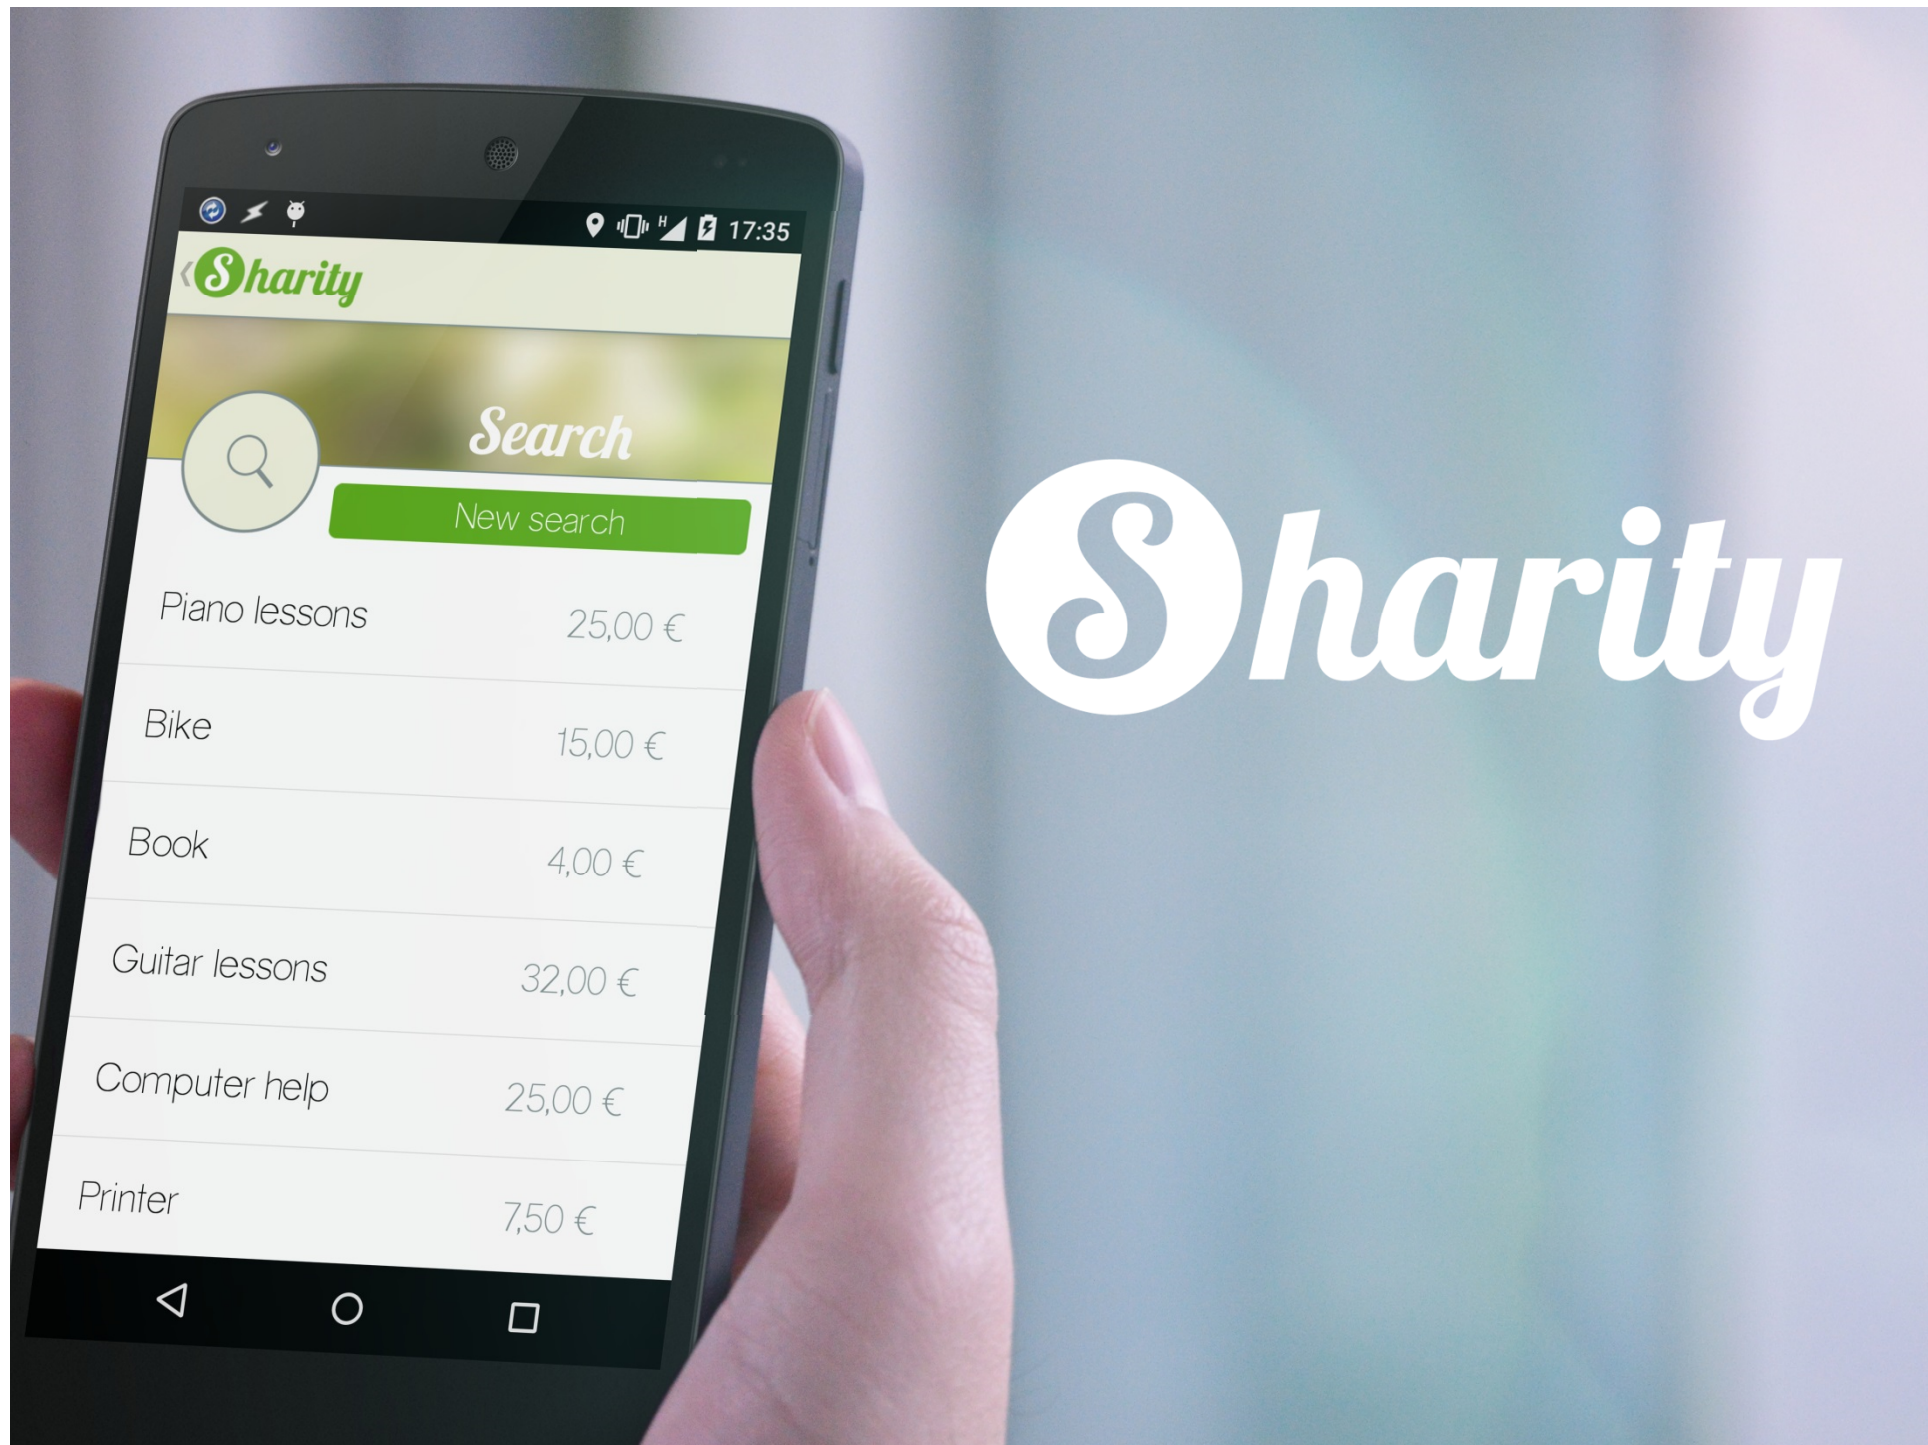 H 17:35
Sharity
Search
New search
Piano lessons 25,00 €
Bike 15,00 €
Book 4,00 €
Guitar lessons 32,00 €
Computer help 25,00 €
Printer 7,50 €
Sharity